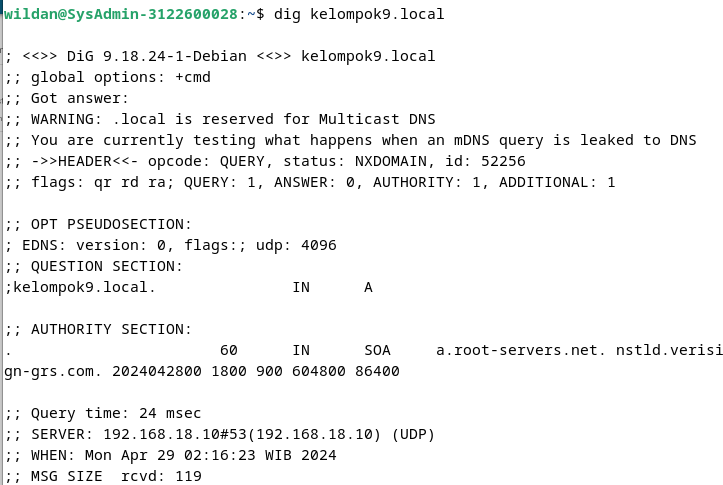 wildan@SysAdmin-3122600028:~$ dig kelompok9.local

; <<>> DiG 9.18.24-1-Debian <<>> kelompok9.local
;; global options: +cmd
;; Got answer:
;; WARNING: .local is reserved for Multicast DNS
;; You are currently testing what happens when an mDNS query is leaked to DNS
;; ->>HEADER<<- opcode: QUERY, status: NXDOMAIN, id: 52256
;; flags: qr rd ra; QUERY: 1, ANSWER: 0, AUTHORITY: 1, ADDITIONAL: 1

;; OPT PSEUDOSECTION:
; EDNS: version: 0, flags:; udp: 4096
;; QUESTION SECTION:
;kelompok9.local.               IN      A

;; AUTHORITY SECTION:
.                       60      IN      SOA     a.root-servers.net. nstld.verisi
gn-grs.com. 2024042800 1800 900 604800 86400

;; Query time: 24 msec
;; SERVER: 192.168.18.10#53(192.168.18.10) (UDP)
;; WHEN: Mon Apr 29 02:16:23 WIB 2024
;; MSG SIZE  rcvd: 119